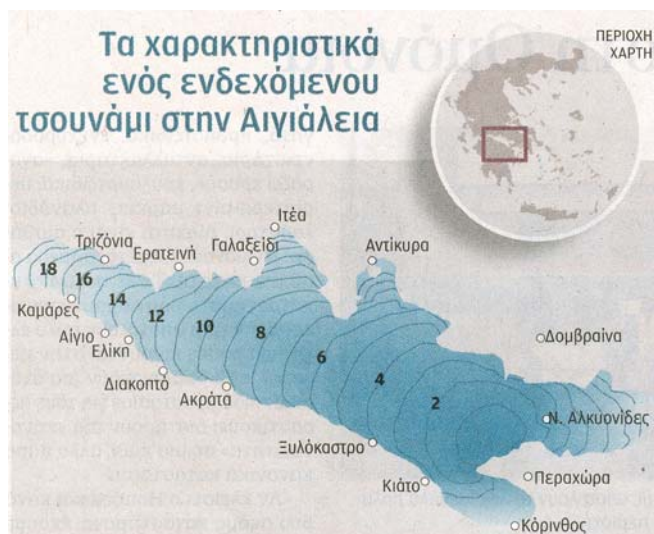 Τα χαρακτηριστικά
ενός ενδεχόμενου
τσουνάμι στην Αιγιάλεια
ΠΕΡΙΟΧΗ
ΧΑΡΤΗ
Ιτέα
Τριζόνια
Ερατεινή
Γαλαξείδι
Αντίκυρα
18
16
14
12
10
8
6
4
2
Καμάρες
Αίγιο
Ελίκη
Διακοπτό
Ακράτα
Δομβραίνα
Ξυλόκαστρο
Ν. Αλκυονίδες
Κιάτο
Περαχώρα
Κόρινθος